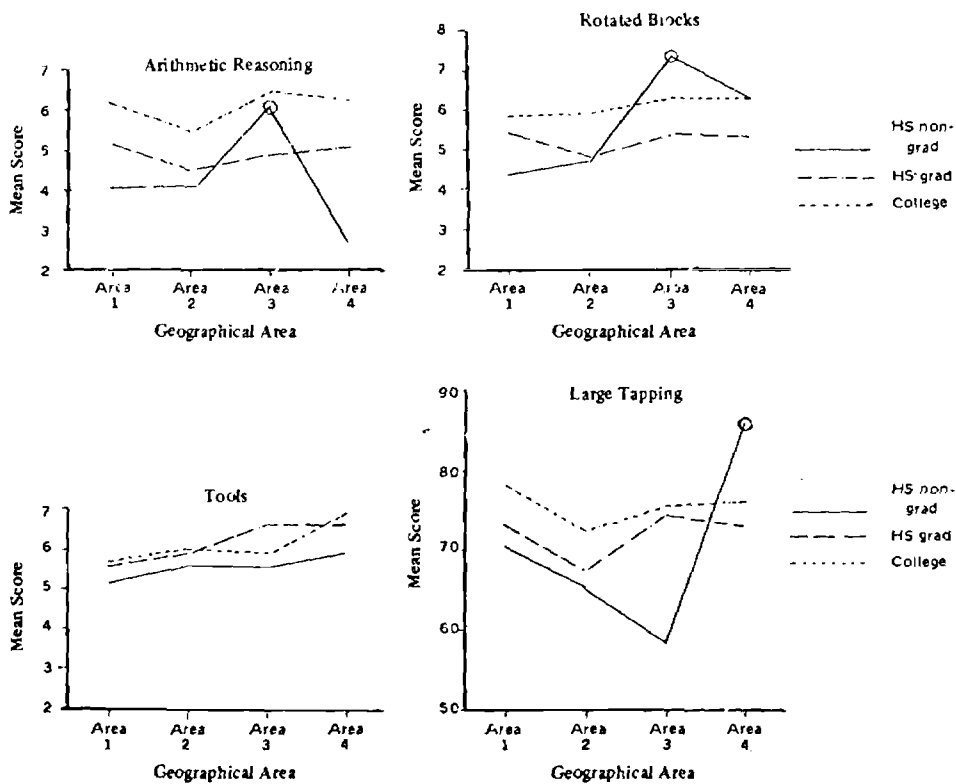 Arithmetic Reasoning
Mean Score
7
6
5
4
3
2
Area 1
Area 2
Area 3
Area 4
Geographical Area
Rotated Blocks
Mean Score
8
7
6
5
4
3
2
Area 1
Area 2
Area 3
Area 4
Geographical Area
HS non-
grad
HS grad
College
Tools
Mean Score
7
6
5
4
3
2
Area 1
Area 2
Area 3
Area 4
Geographical Area
Large Tapping
Mean Score
90
80
70
60
50
Area 1
Area 2
Area 3
Area 4
Geographical Area
HS non-
grad
HS grad
College